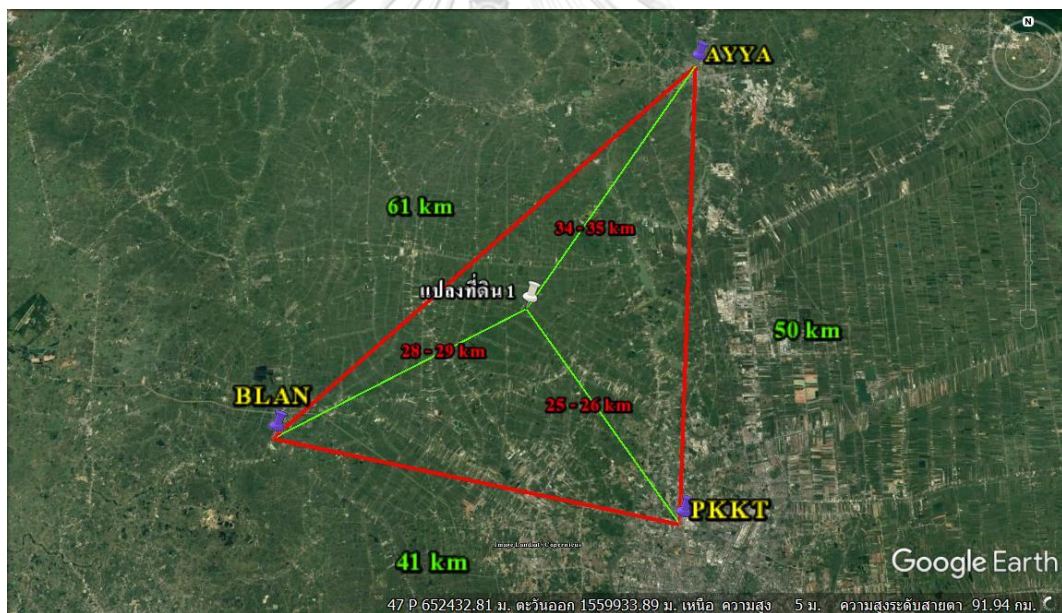 N
AYYA
61 km
34 - 35 km
แปลงที่ดิน 1
50 km
28 - 29 km
BLAN
25 - 26 km
PKKT
Image Landsat / Copernicus
41 km
Google Earth
47 P 652432.81 ม. ตะวันออก 1559933.89 ม. เหนือ ความสูง 5 ม. ความสูงระดับสายตา 91.94 กม.